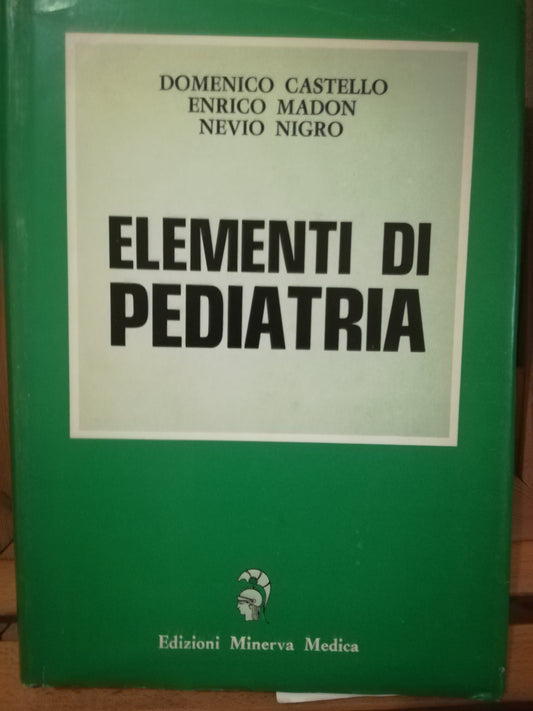 DOMENICO CASTELLO
ENRICO MADON
NEVIO NIGRO
ELEMENTI DI
PEDIATRIA
Edizioni Minerva Medica